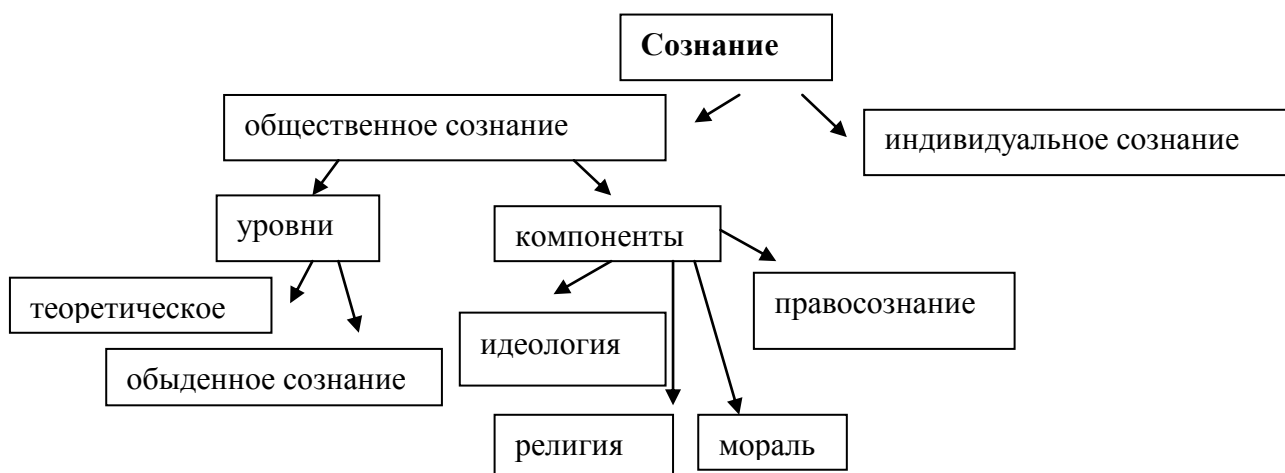 Сознание
общественное сознание
индивидуальное сознание
уровни
компоненты
теоретическое
правосознание
идеология
обыденное сознание
религия
мораль